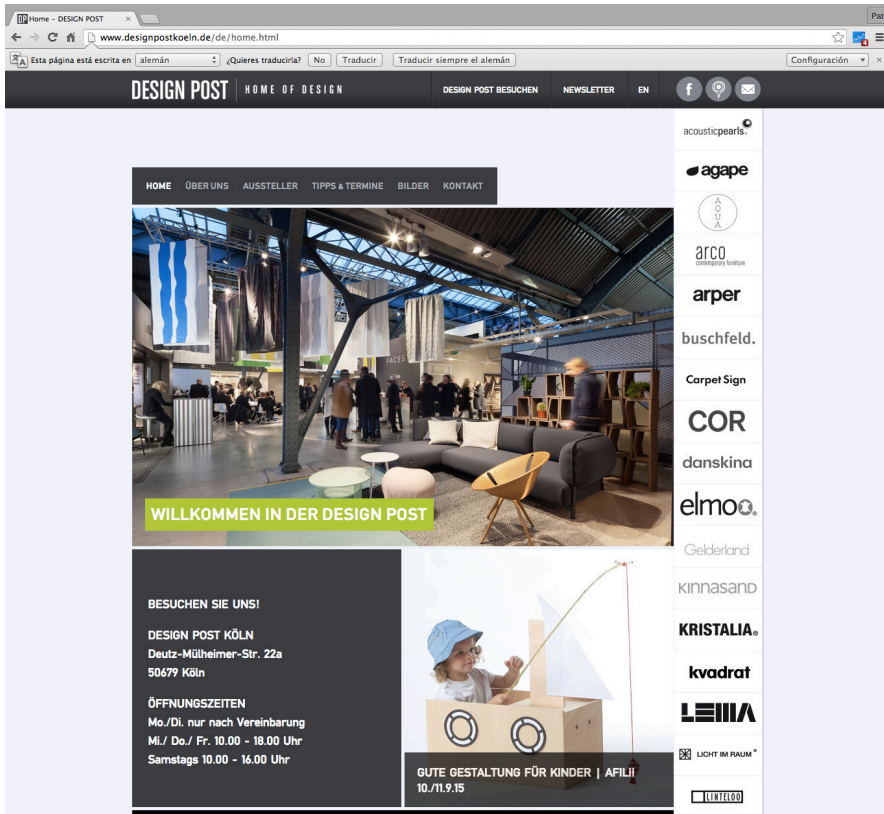 Home - DESIGN POST
Pat
www.designpostkoeln.de/de/home.html
Esta página está escrita en alemán ¿Quieres traducirla? No Traducir Traducir siempre el alemán Configuración
DESIGN POST HOME OF DESIGN DESIGN POST BESUCHEN NEWSLETTER EN
HOME ÜBER UNS AUSSTELLER TIPPS & TERMINE BILDER KONTAKT
FACES
WILLKOMMEN IN DER DESIGN POST
BESUCHEN SIE UNS!
DESIGN POST KÖLN
Deutz-Mülheimer-Str. 22a
50679 Köln
ÖFFNUNGSZEITEN
Mo./Di. nur nach Vereinbarung
Mi./ Do./ Fr. 10.00 - 18.00 Uhr
Samstags 10.00 - 16.00 Uhr
GUTE GESTALTUNG FÜR KINDER | AFILII
10./11.9.15
acousticpearls®
agape
AQUA
arco
contemporary furniture
arper
buschfeld.
Carpet Sign
COR
danskina
elmo®
Gelderland
kinnasand
KRISTALIA®
kvadrat
LEMA
LICHT IM RAUM®
LINTELOO